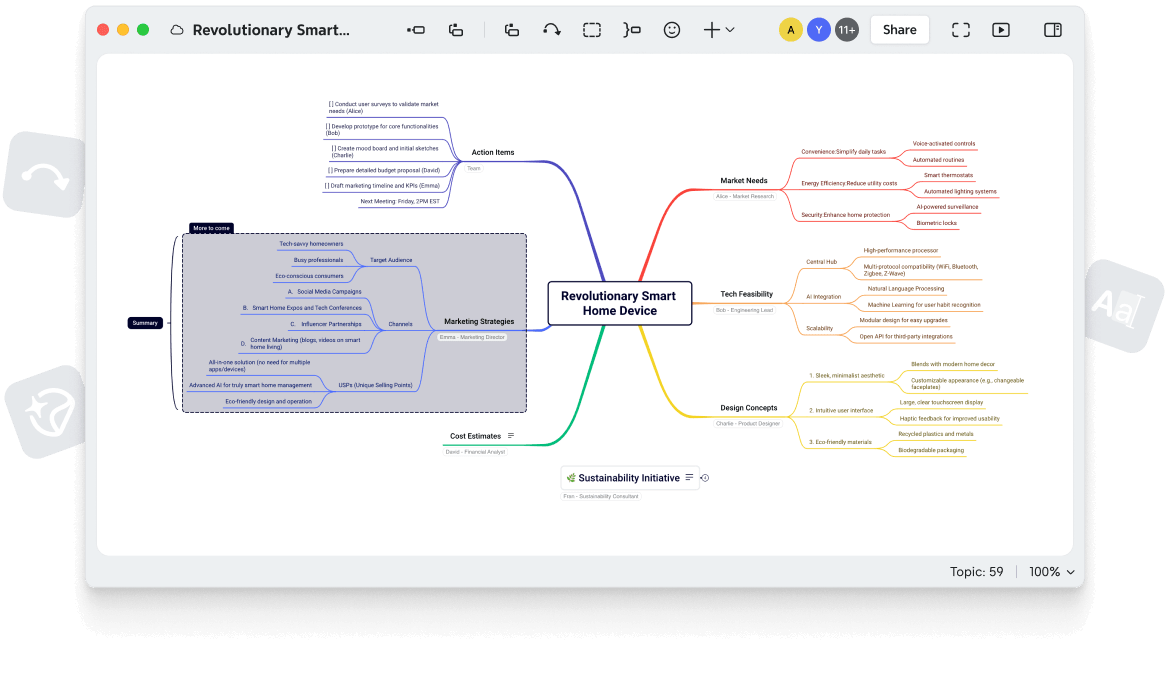 Revolutionary Smart...
A
Y
11+
Share
[ ] Conduct user surveys to validate market
needs (Alice)
[ ] Develop prototype for core functionalities
(Bob)
[ ] Create mood board and initial sketches
(Charlie)
[ ] Prepare detailed budget proposal (David)
[ ] Draft marketing timeline and KPIs (Emma)
Next Meeting: Friday, 2PM EST
Action Items
Team
More to come
Summary
Tech-savvy homeowners
Busy professionals
Eco-conscious consumers
Target Audience
A. Social Media Campaigns
B. Smart Home Expos and Tech Conferences
C. Influencer Partnerships
D. Content Marketing (blogs, videos on smart
home living)
Channels
All-in-one solution (no need for multiple
apps/devices)
Advanced AI for truly smart home management
Eco-friendly design and operation
USPs (Unique Selling Points)
Marketing Strategies
Emma - Marketing Director
Cost Estimates
David - Financial Analyst
Revolutionary Smart
Home Device
Market Needs
Alice - Market Research
Convenience:Simplify daily tasks
Voice-activated controls
Automated routines
Energy Efficiency:Reduce utility costs
Smart thermostats
Automated lighting systems
Security:Enhance home protection
AI-powered surveillance
Biometric locks
Tech Feasibility
Bob - Engineering Lead
Central Hub
High-performance processor
Multi-protocol compatibility (WiFi, Bluetooth,
Zigbee, Z-Wave)
AI Integration
Natural Language Processing
Machine Learning for user habit recognition
Scalability
Modular design for easy upgrades
Open API for third-party integrations
Design Concepts
Charlie - Product Designer
1. Sleek, minimalist aesthetic
Blends with modern home decor
Customizable appearance (e.g., changeable
faceplates)
2. Intuitive user interface
Large, clear touchscreen display
Haptic feedback for improved usability
3. Eco-friendly materials
Recycled plastics and metals
Biodegradable packaging
🌿 Sustainability Initiative
Fran - Sustainability Consultant
Aa
Topic: 59
100%